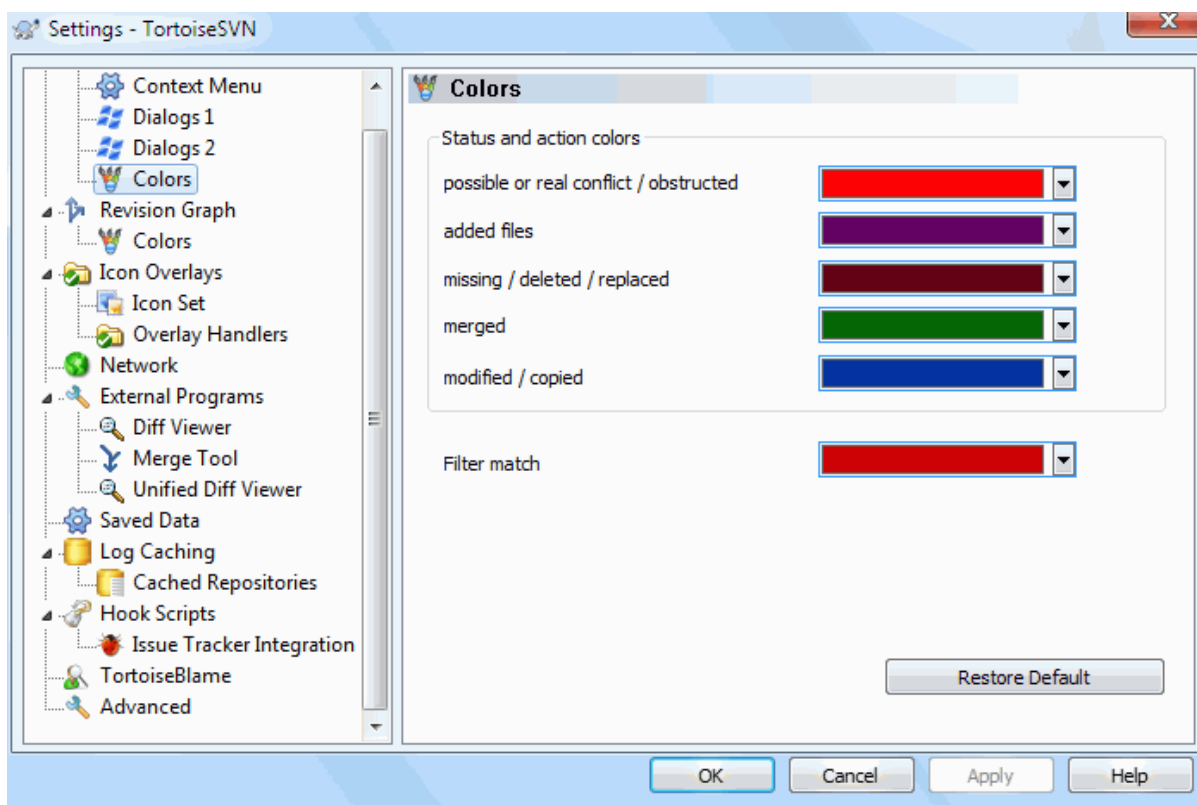 Settings - TortoiseSVN
Context Menu
Dialogs 1
Dialogs 2
Colors
Revision Graph
Colors
Icon Overlays
Icon Set
Overlay Handlers
Network
External Programs
Diff Viewer
Merge Tool
Unified Diff Viewer
Saved Data
Log Caching
Cached Repositories
Hook Scripts
Issue Tracker Integration
TortoiseBlame
Advanced
Colors
Status and action colors
possible or real conflict / obstructed
added files
missing / deleted / replaced
merged
modified / copied
Filter match
Restore Default
OK
Cancel
Apply
Help